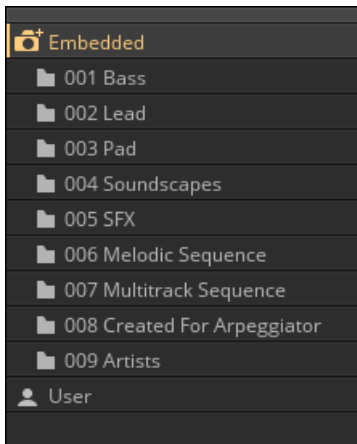 Embedded
001 Bass
002 Lead
003 Pad
004 Soundscapes
005 SFX
006 Melodic Sequence
007 Multitrack Sequence
008 Created For Arpeggiator
009 Artists
User